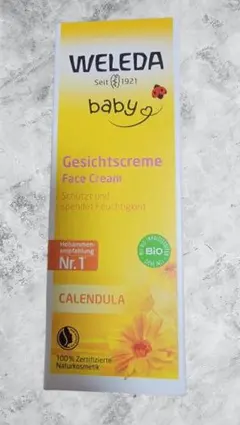 WELEDA
Seit 1921
baby
Gesichtscreme
Face Cream
Schützt und
spendet Feuchtigkeit
Hebammen-
empfehlung
Nr. 1
BIO
CALENDULA
100% Zertifizierte
Naturkosmetik